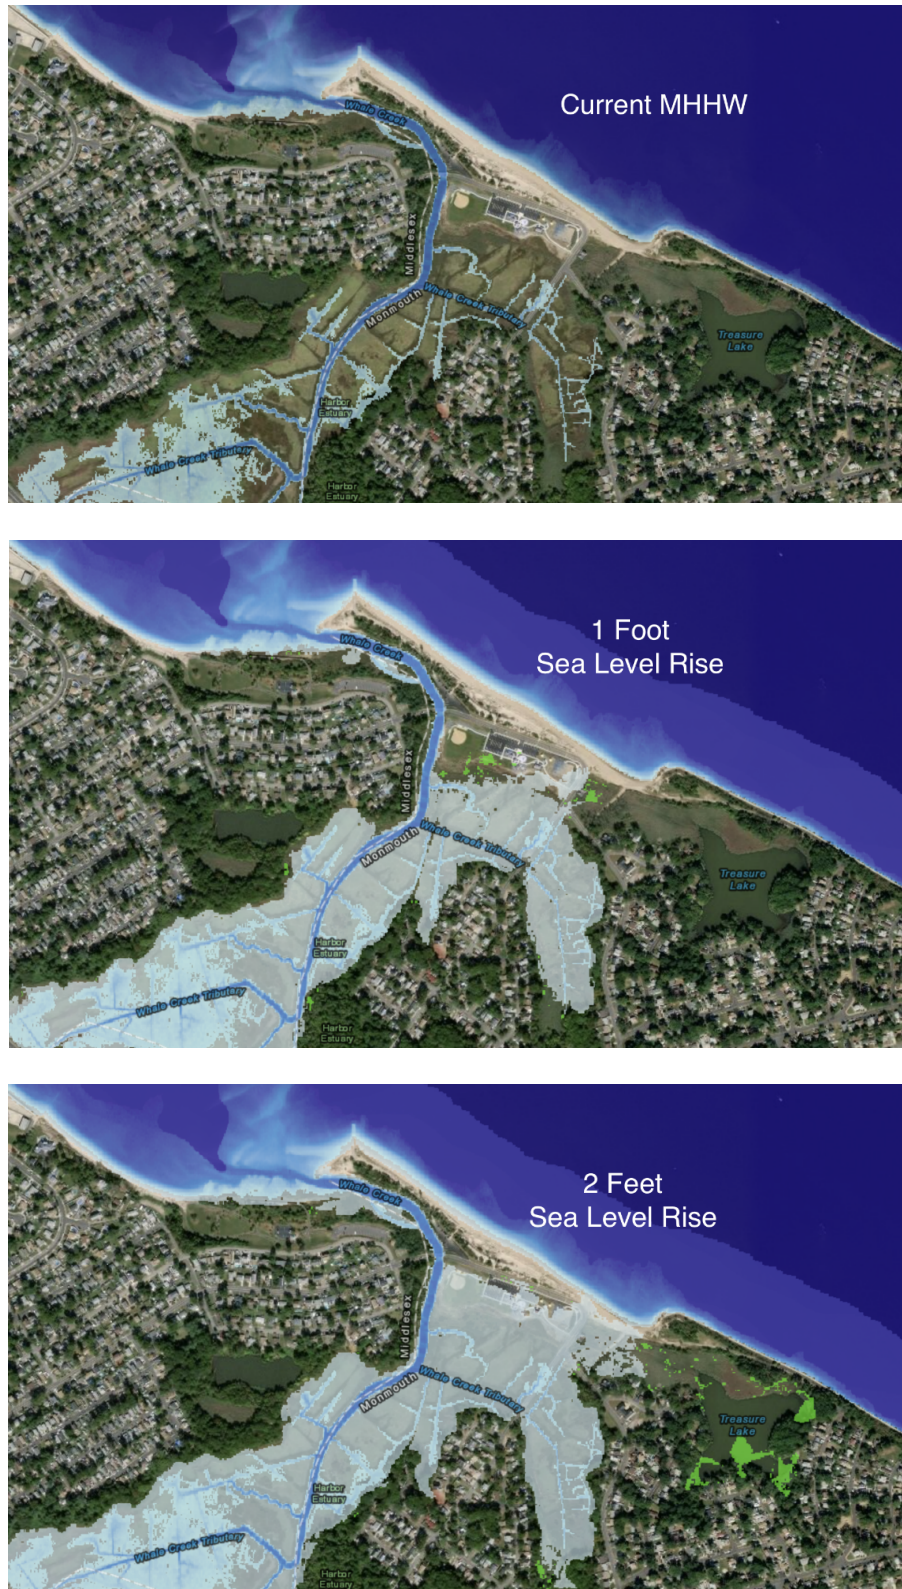 Current MHHW
Whale Creek
Middlesex
Monmouth
Whale Creek Tributary
Treasure
Lake
Harbor
Estuary
Whale Creek Tributary
Harbor
Estuary
1 Foot
Sea Level Rise
Whale Creek
Middlesex
Monmouth
Whale Creek Tributary
Treasure
Lake
Harbor
Estuary
Whale Creek Tributary
Harbor
Estuary
2 Feet
Sea Level Rise
Whale Creek
Middlesex
Monmouth
Whale Creek Tributary
Treasure
Lake
Harbor
Estuary
Whale Creek Tributary
Harbor
Estuary